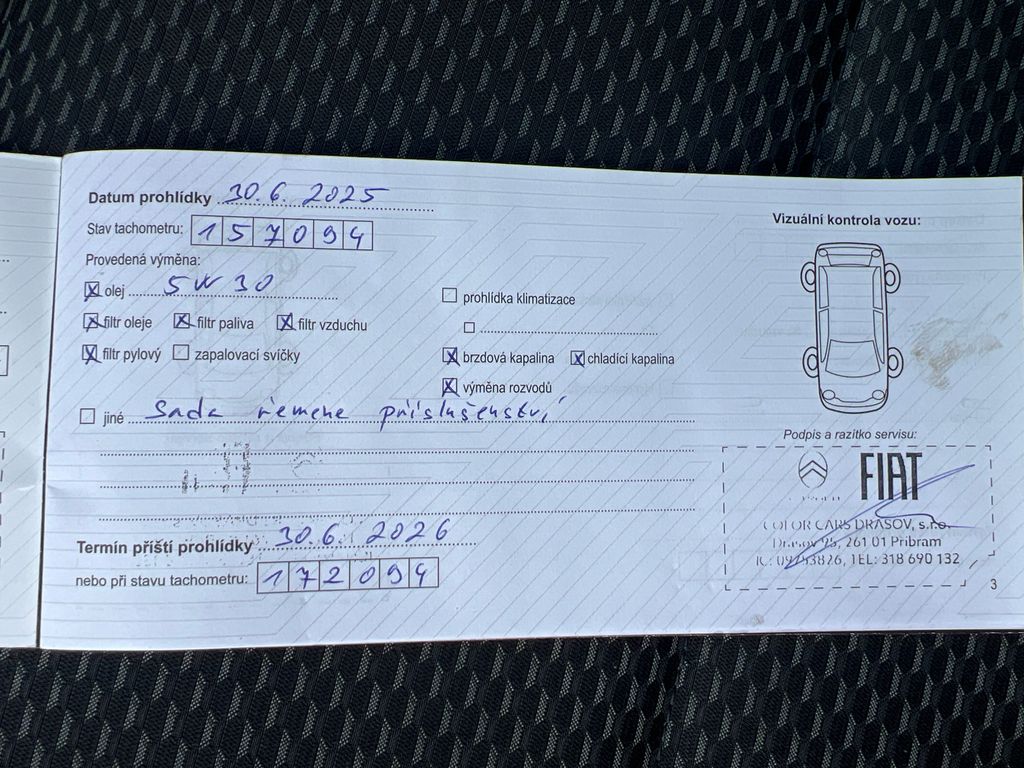 Datum prohlídky 30.6. 2025
Stav tachometru: 157094
Provedená výměna:
olej 5W30
filtr oleje filtr paliva filtr vzduchu
filtr pylový zapalovací svíčky
jiné Sada řemene příslušenství
prohlídka klimatizace
brzdová kapalina chladící kapalina
výměna rozvodů
Termín příští prohlídky 30.6. 2026
nebo při stavu tachometru: 172094
Vizuální kontrola vozu:
Podpis a razítko servisu:
FIAT
COLOR CARS DRASOV, s.r.o.
Drasov 95, 261 01 Příbram
TEL: 318 690 132
3